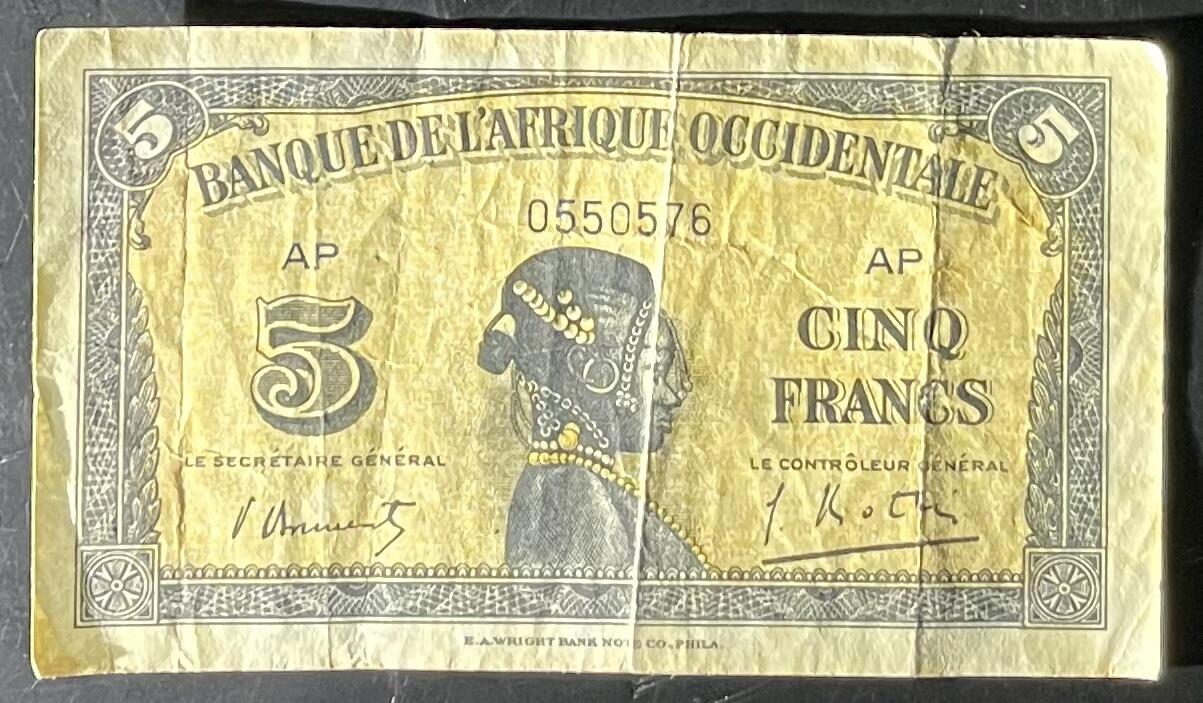 5 5
BANQUE DE L'AFRIQUE OCCIDENTALE
0550576
AP AP
5
CINQ
FRANCS
LE SECRÉTAIRE GÉNÉRAL LE CONTRÔLEUR GÉNÉRAL
E.A.WRIGHT BANK NOTE CO., PHILA.